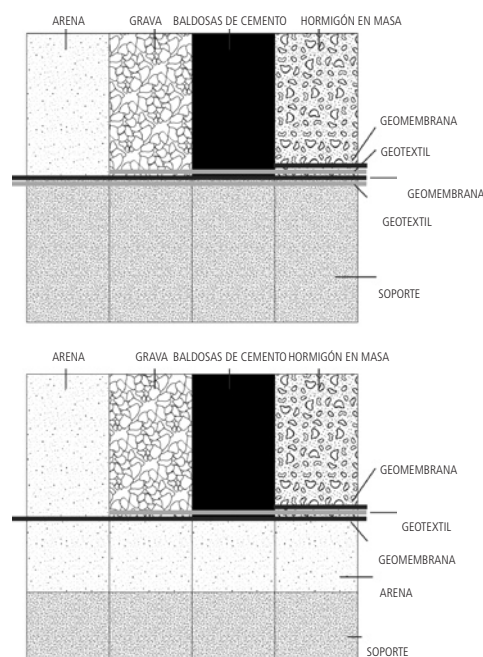 ARENA GRAVA BALDOSAS DE CEMENTO HORMIGÓN EN MASA
GEOMEMBRANA
GEOTEXTIL
GEOMEMBRANA
GEOTEXTIL
SOPORTE
ARENA GRAVA BALDOSAS DE CEMENTO HORMIGÓN EN MASA
GEOMEMBRANA
GEOTEXTIL
GEOMEMBRANA
ARENA
SOPORTE